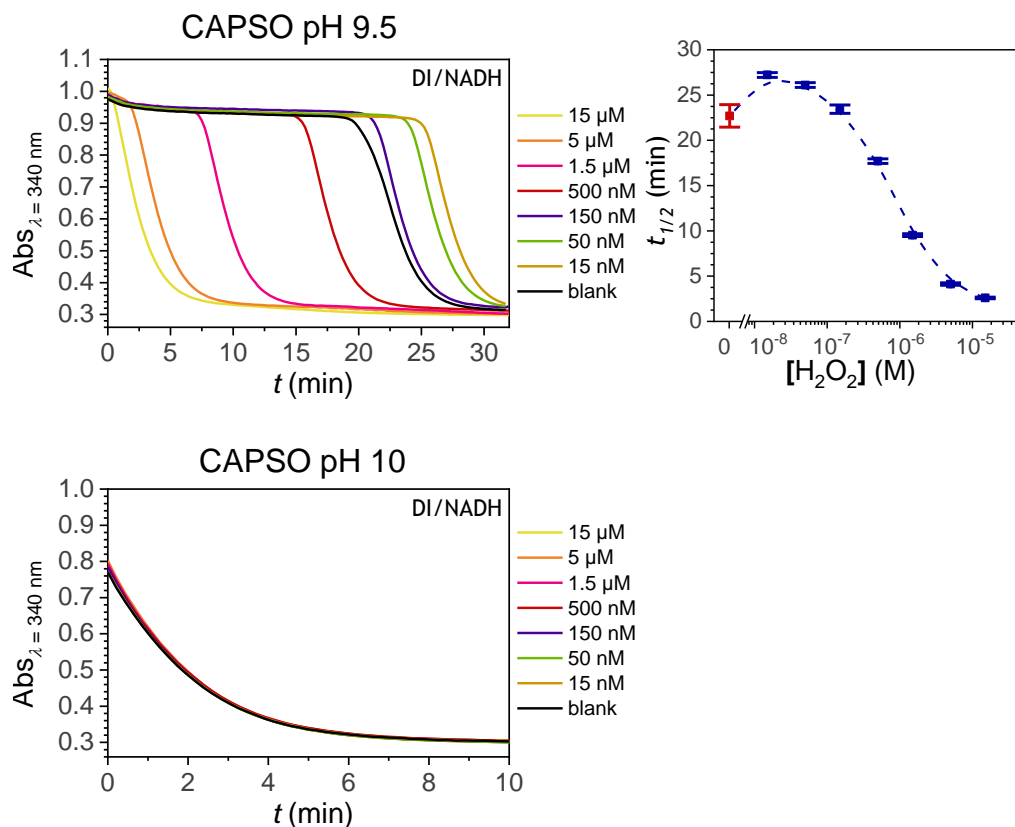 CAPSO pH 9.5
DI/NADH
1.1
1.0
0.9
0.8
0.7
0.6
0.5
0.4
0.3
Abs λ = 340 nm
0 5 10 15 20 25 30
t (min)
15 µM
5 µM
1.5 µM
500 nM
150 nM
50 nM
15 nM
blank
30
25
20
15
10
5
0
t1/2 (min)
0 10⁻⁸ 10⁻⁷ 10⁻⁶ 10⁻⁵
[H₂O₂] (M)
CAPSO pH 10
DI/NADH
1.0
0.9
0.8
0.7
0.6
0.5
0.4
0.3
Abs λ = 340 nm
0 2 4 6 8 10
t (min)
15 µM
5 µM
1.5 µM
500 nM
150 nM
50 nM
15 nM
blank